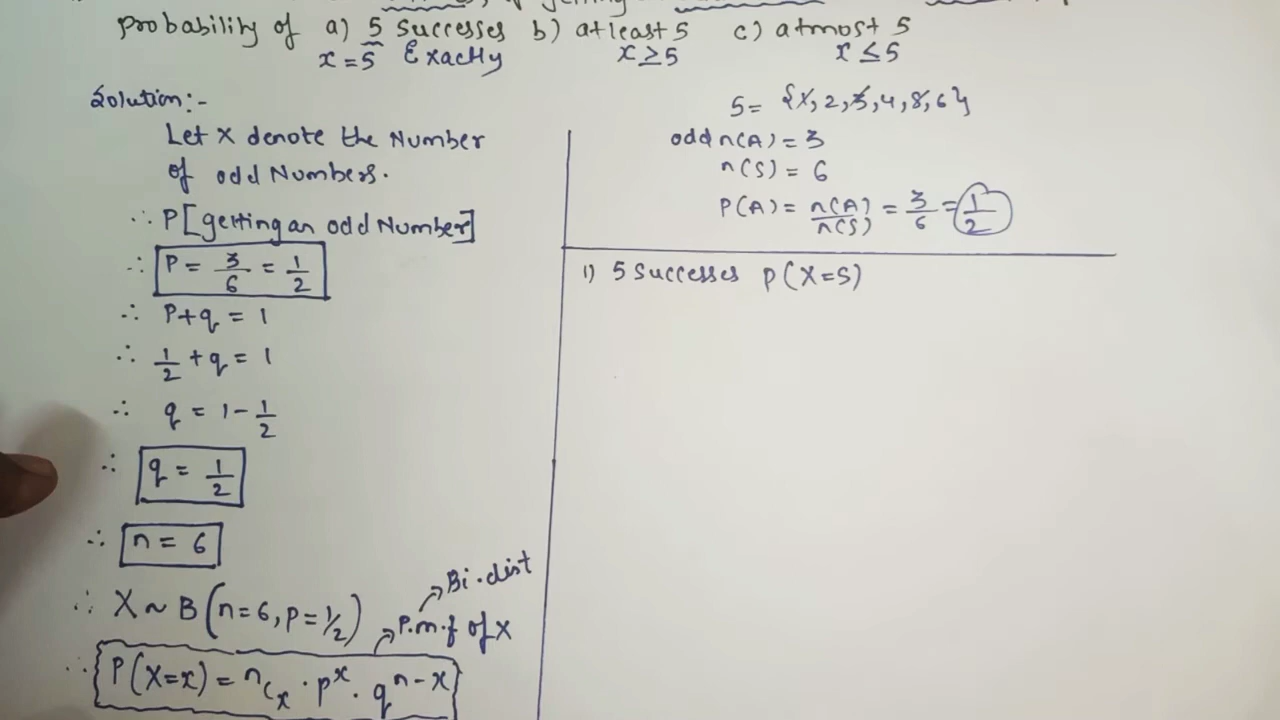 probability of a) 5 successes b) atleast 5 c) atmost 5
x = 5 Exactly x ≥ 5 x ≤ 5
Solution:-
Let X denote the Number
of odd Numbers.
∴ P[getting an odd Number]
∴ P = 3/6 = 1/2
∴ P+q = 1
∴ 1/2 + q = 1
∴ q = 1 - 1/2
∴ q = 1/2
∴ n = 6
∴ X ~ B(n=6, P=1/2)
→ Bi.dist
→ P.m.f of X
∴ P(X=x) = nCx . p^x . q^n-x
S = {1, 2, 3, 4, 5, 6}
odd n(A) = 3
n(S) = 6
P(A) = n(A)/n(S) = 3/6 = 1/2
1) 5 successes P(X=5)